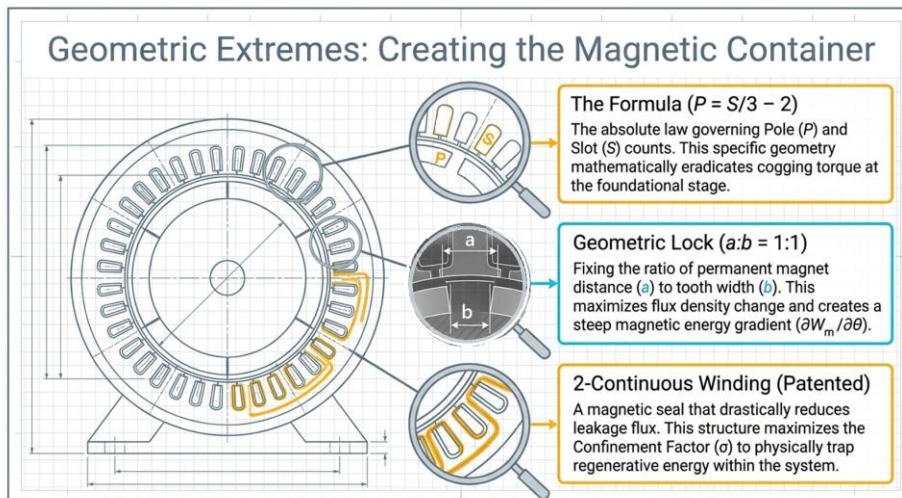 Geometric Extremes: Creating the Magnetic Container
S
P
The Formula (P = S/3 – 2)
The absolute law governing Pole (P) and
Slot (S) counts. This specific geometry
mathematically eradicates cogging torque at
the foundational stage.
a
b
Geometric Lock (a:b = 1:1)
Fixing the ratio of permanent magnet
distance (a) to tooth width (b). This
maximizes flux density change and creates a
steep magnetic energy gradient (∂Wₘ/∂θ).
2-Continuous Winding (Patented)
A magnetic seal that drastically reduces
leakage flux. This structure maximizes the
Confinement Factor (σ) to physically trap
regenerative energy within the system.